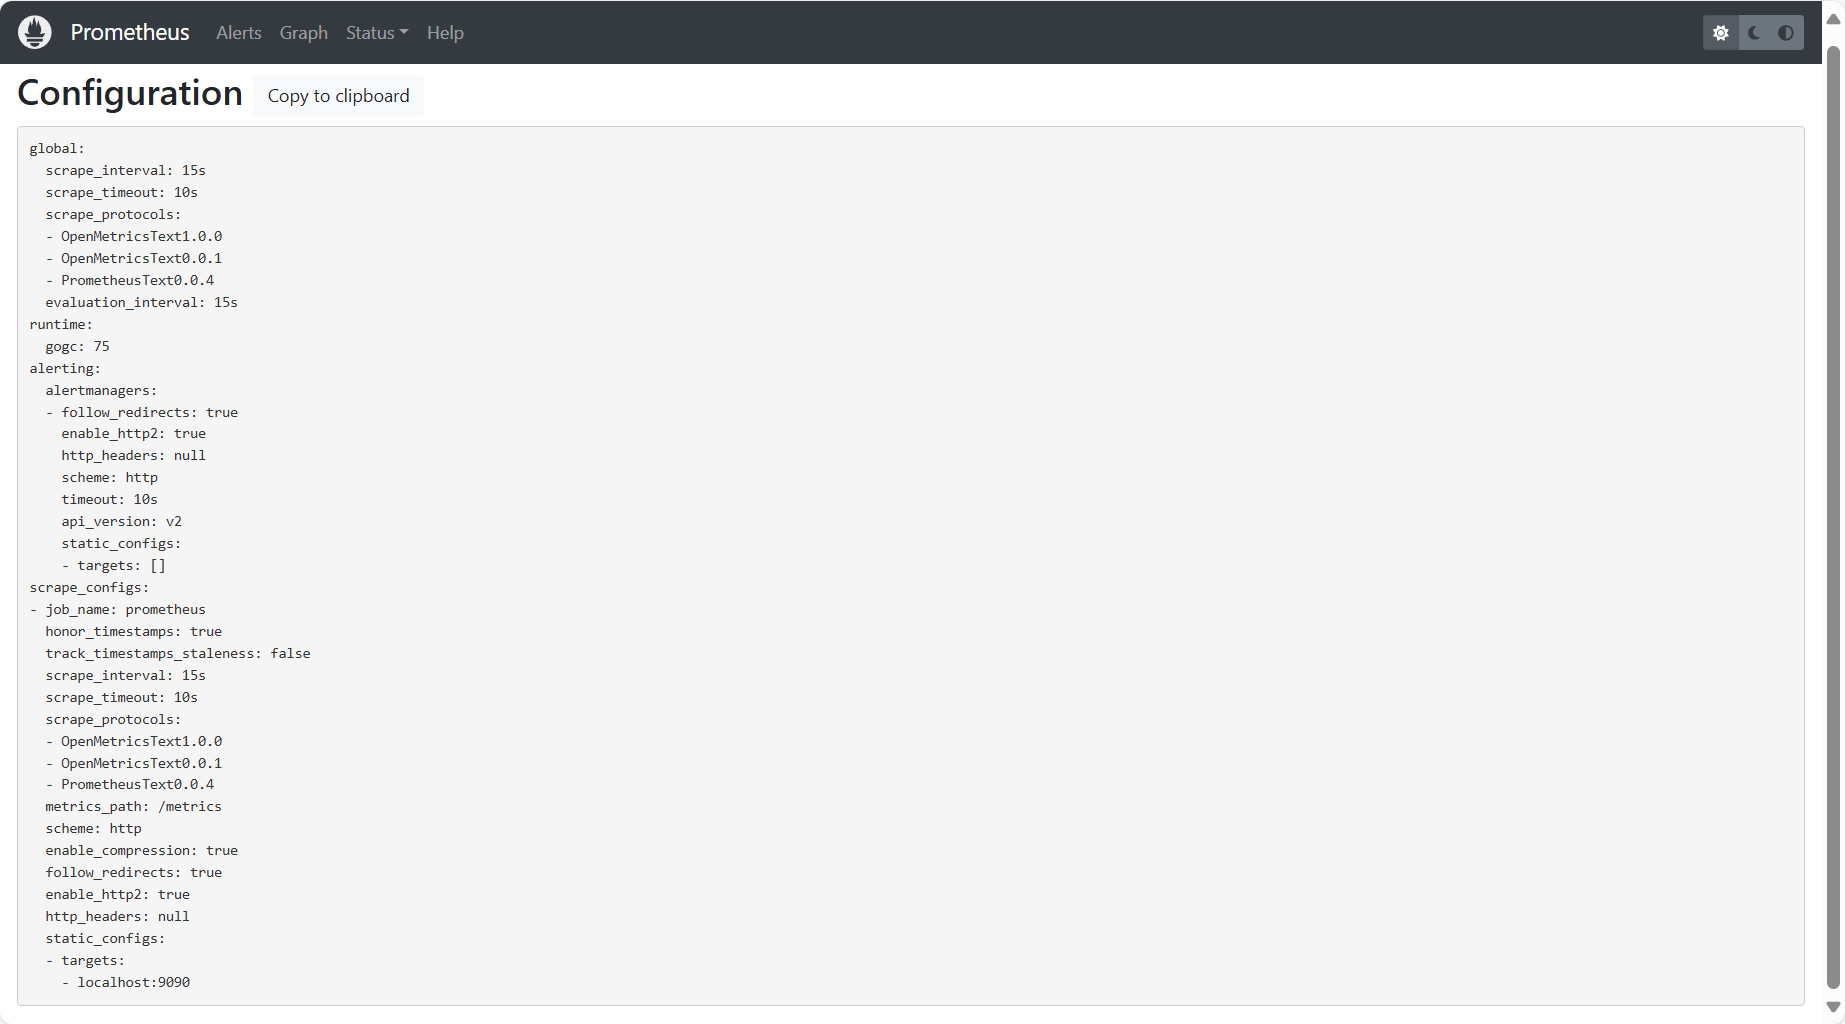 Prometheus Alerts Graph Status Help
Configuration Copy to clipboard
global:
  scrape_interval: 15s
  scrape_timeout: 10s
  scrape_protocols:
  - OpenMetricsText1.0.0
  - OpenMetricsText0.0.1
  - PrometheusText0.0.4
  evaluation_interval: 15s
runtime:
  gogc: 75
alerting:
  alertmanagers:
  - follow_redirects: true
    enable_http2: true
    http_headers: null
    scheme: http
    timeout: 10s
    api_version: v2
    static_configs:
    - targets: []
scrape_configs:
- job_name: prometheus
  honor_timestamps: true
  track_timestamps_staleness: false
  scrape_interval: 15s
  scrape_timeout: 10s
  scrape_protocols:
  - OpenMetricsText1.0.0
  - OpenMetricsText0.0.1
  - PrometheusText0.0.4
  metrics_path: /metrics
  scheme: http
  enable_compression: true
  follow_redirects: true
  enable_http2: true
  http_headers: null
  static_configs:
  - targets:
    - localhost:9090